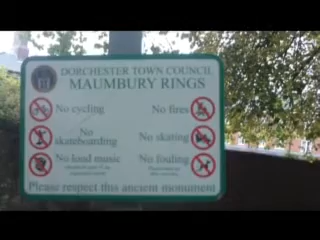 DORCHESTER TOWN COUNCIL
MAUMBURY RINGS
No cycling
No fires
No skateboarding
No skating
No loud music
No fouling
Please respect this ancient monument